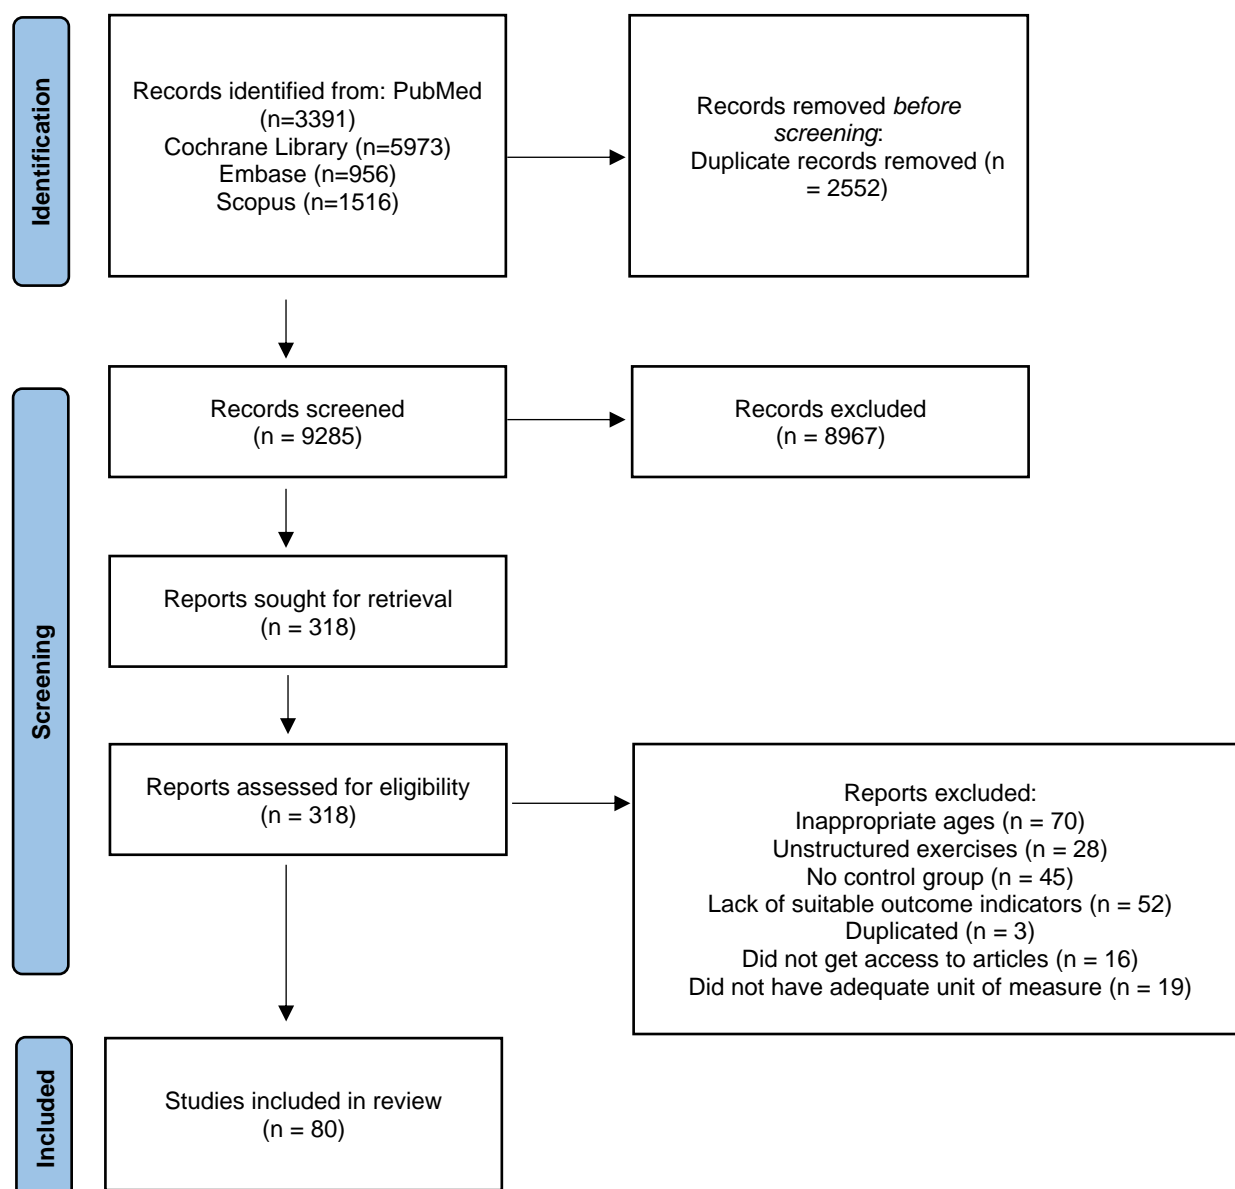 Identification
Records identified from: PubMed
(n=3391)
Cochrane Library (n=5973)
Embase (n=956)
Scopus (n=1516)
Records removed before
screening:
Duplicate records removed (n
= 2552)
Screening
Records screened
(n = 9285)
Records excluded
(n = 8967)
Reports sought for retrieval
(n = 318)
Reports assessed for eligibility
(n = 318)
Reports excluded:
Inappropriate ages (n = 70)
Unstructured exercises (n = 28)
No control group (n = 45)
Lack of suitable outcome indicators (n = 52)
Duplicated (n = 3)
Did not get access to articles (n = 16)
Did not have adequate unit of measure (n = 19)
Included
Studies included in review
(n = 80)